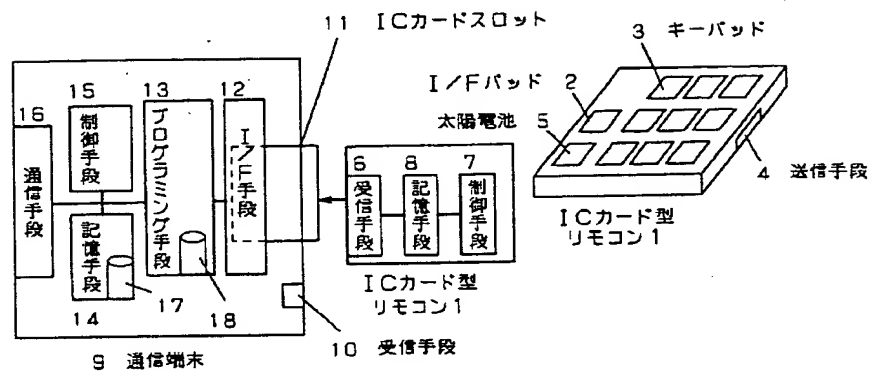 11 ICカードスロット
3 キーパッド
I/Fパッド
2
太陽電池
5
4 送信手段
ICカード型
リモコン1
16
通信手段
15
制御手段
13
プログラミング手段
12
I/F手段
記憶手段
14
17
18
6
受信手段
8
記憶手段
7
制御手段
ICカード型
リモコン1
10 受信手段
9 通信端末